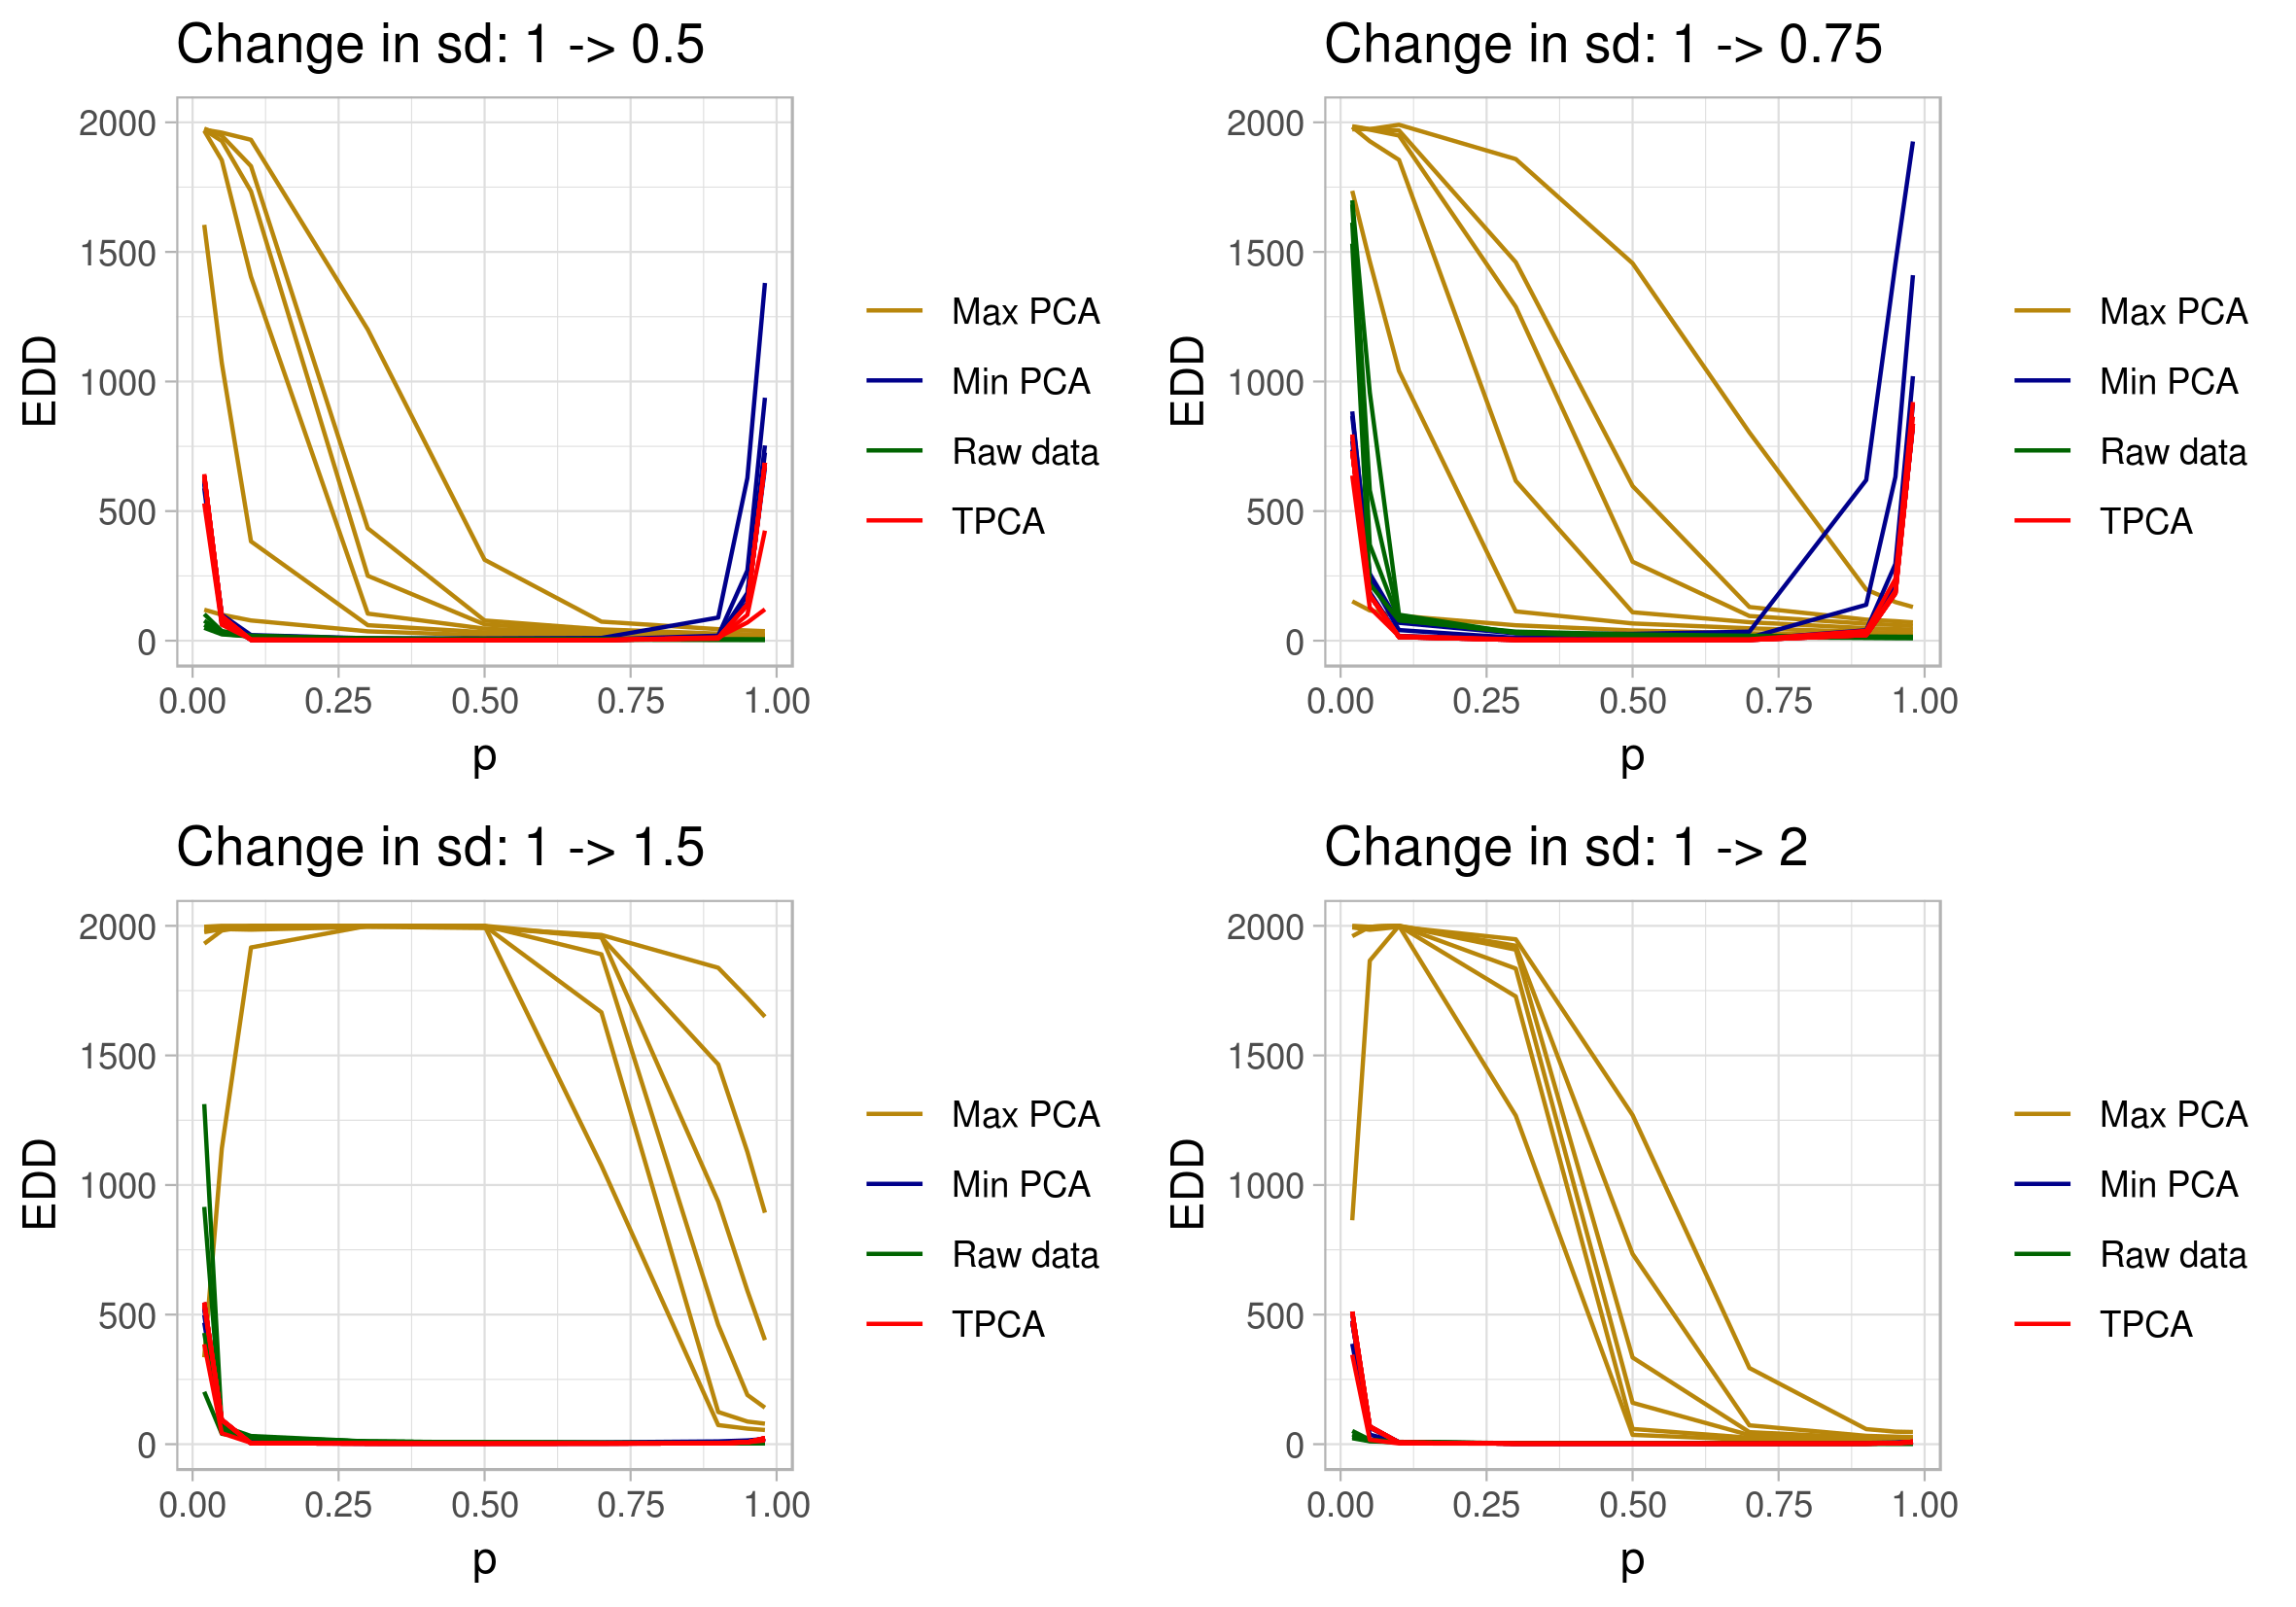 Change in sd: 1 -> 0.5
EDD
2000
1500
1000
500
0
0.00 0.25 0.50 0.75 1.00
p
Max PCA
Min PCA
Raw data
TPCA
Change in sd: 1 -> 0.75
EDD
2000
1500
1000
500
0
0.00 0.25 0.50 0.75 1.00
p
Max PCA
Min PCA
Raw data
TPCA
Change in sd: 1 -> 1.5
EDD
2000
1500
1000
500
0
0.00 0.25 0.50 0.75 1.00
p
Max PCA
Min PCA
Raw data
TPCA
Change in sd: 1 -> 2
EDD
2000
1500
1000
500
0
0.00 0.25 0.50 0.75 1.00
p
Max PCA
Min PCA
Raw data
TPCA